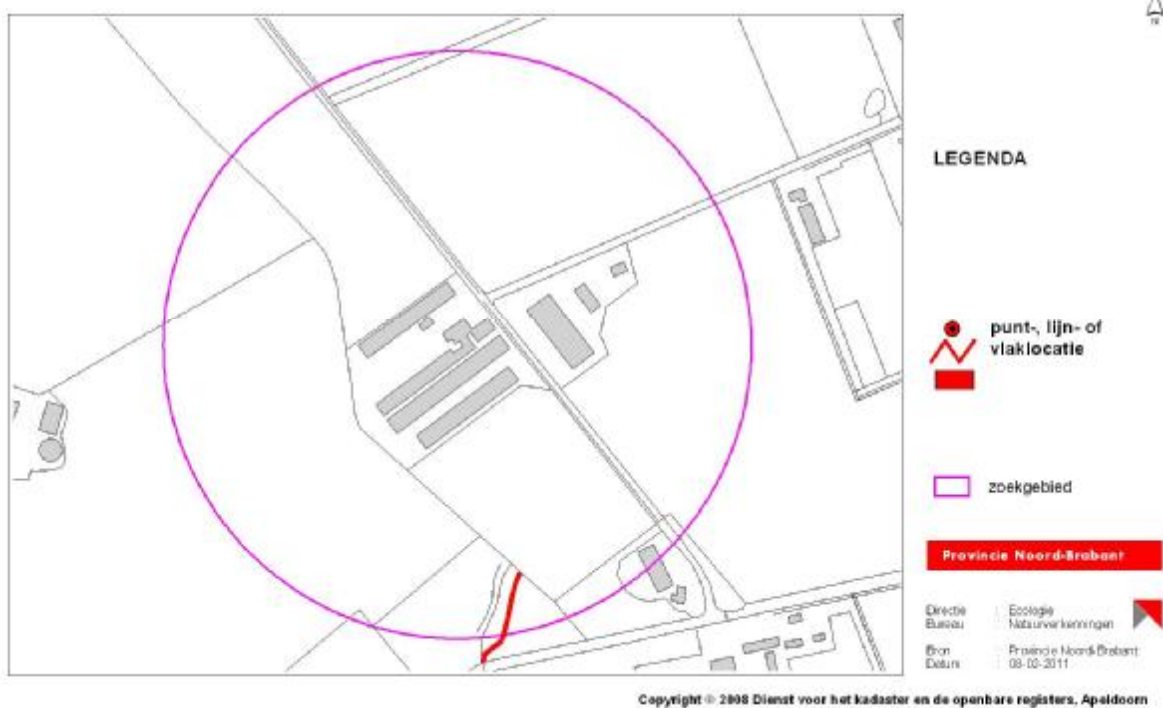 N
LEGENDA
punt-, lijn- of
vlaklocatie
zoekgebied
Provincie Noord-Brabant
Directie : Ecologie
Bureau : Natuurverkenningen
Bron : Provincie Noord-Brabant
Datum : 08-02-2011
Copyright © 2008 Dienst voor het kadaster en de openbare registers, Apeldoorn